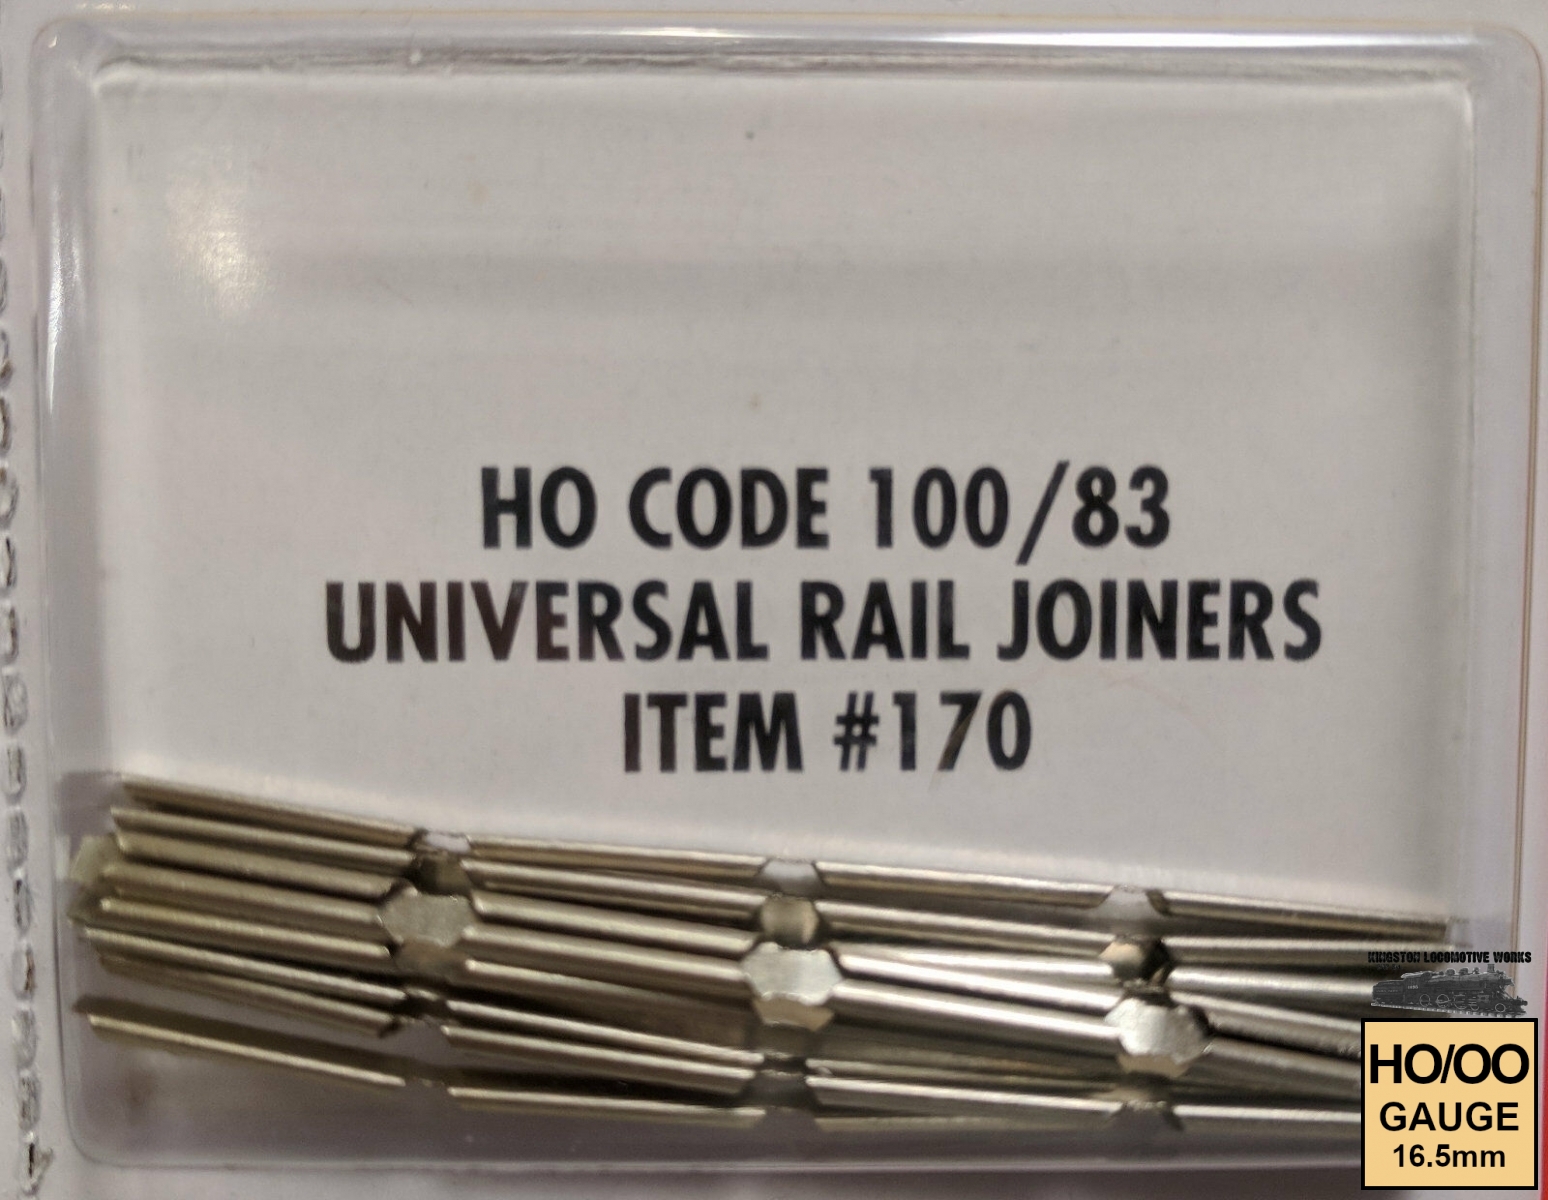 HO CODE 100/83
UNIVERSAL RAIL JOINERS
ITEM #170
KINGSTON LOCOMOTIVE WORKS
HO/OO
GAUGE
16.5mm